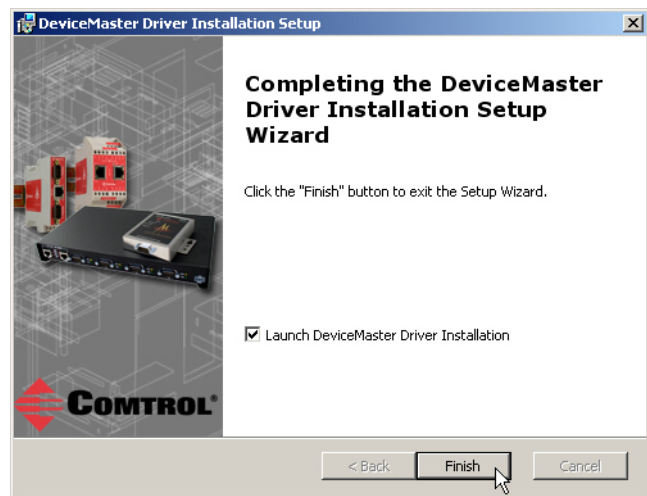 DeviceMaster Driver Installation Setup
Completing the DeviceMaster
Driver Installation Setup
Wizard
Click the "Finish" button to exit the Setup Wizard.
Launch DeviceMaster Driver Installation
COMTROL®
< Back
Finish
Cancel